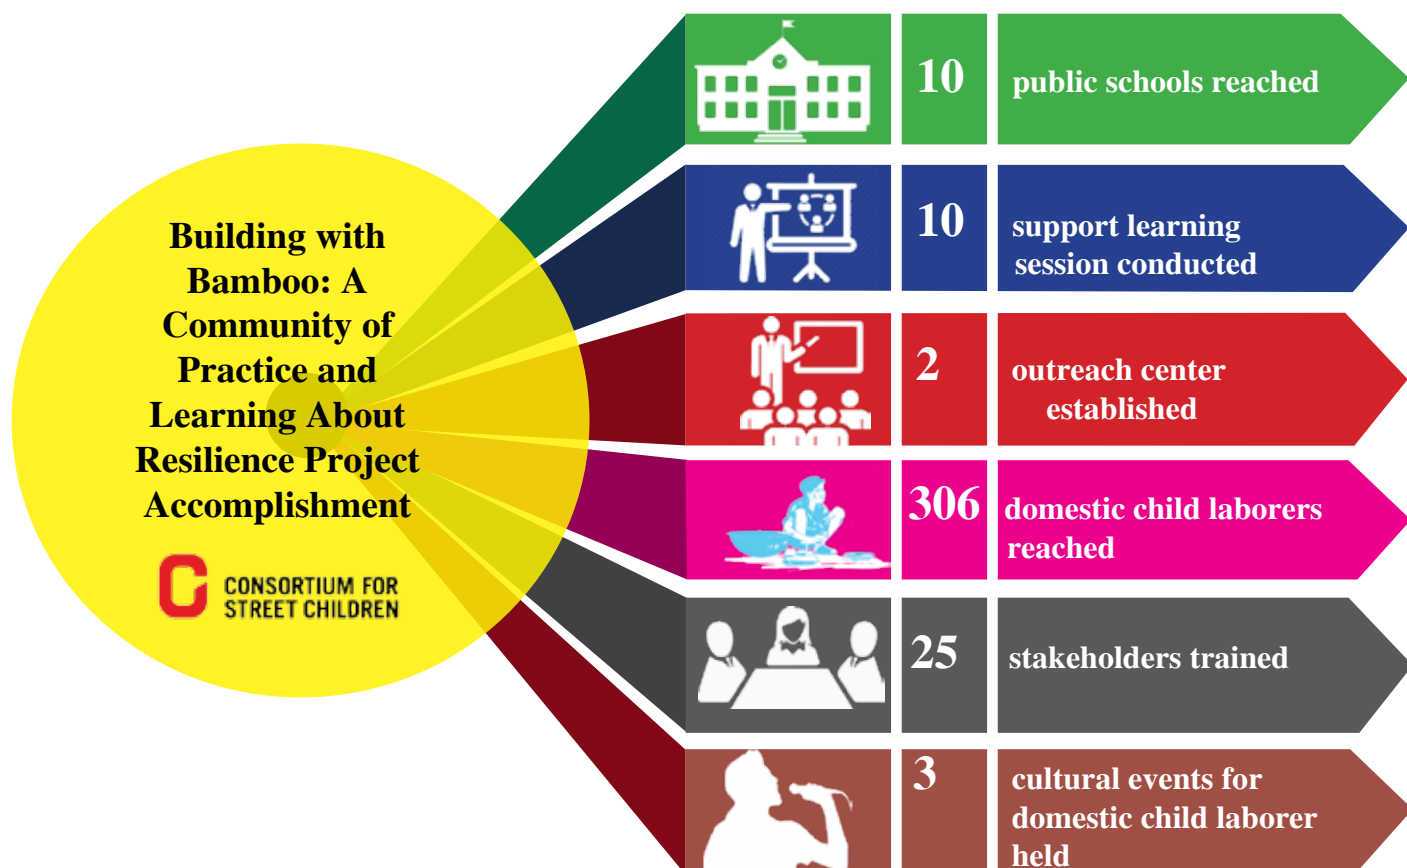 Building with
Bamboo: A
Community of
Practice and
Learning About
Resilience Project
Accomplishment
CONSORTIUM FOR
STREET CHILDREN
10
public schools reached
10
support learning
session conducted
2
outreach center
established
306
domestic child laborers
reached
25
stakeholders trained
3
cultural events for
domestic child laborer
held